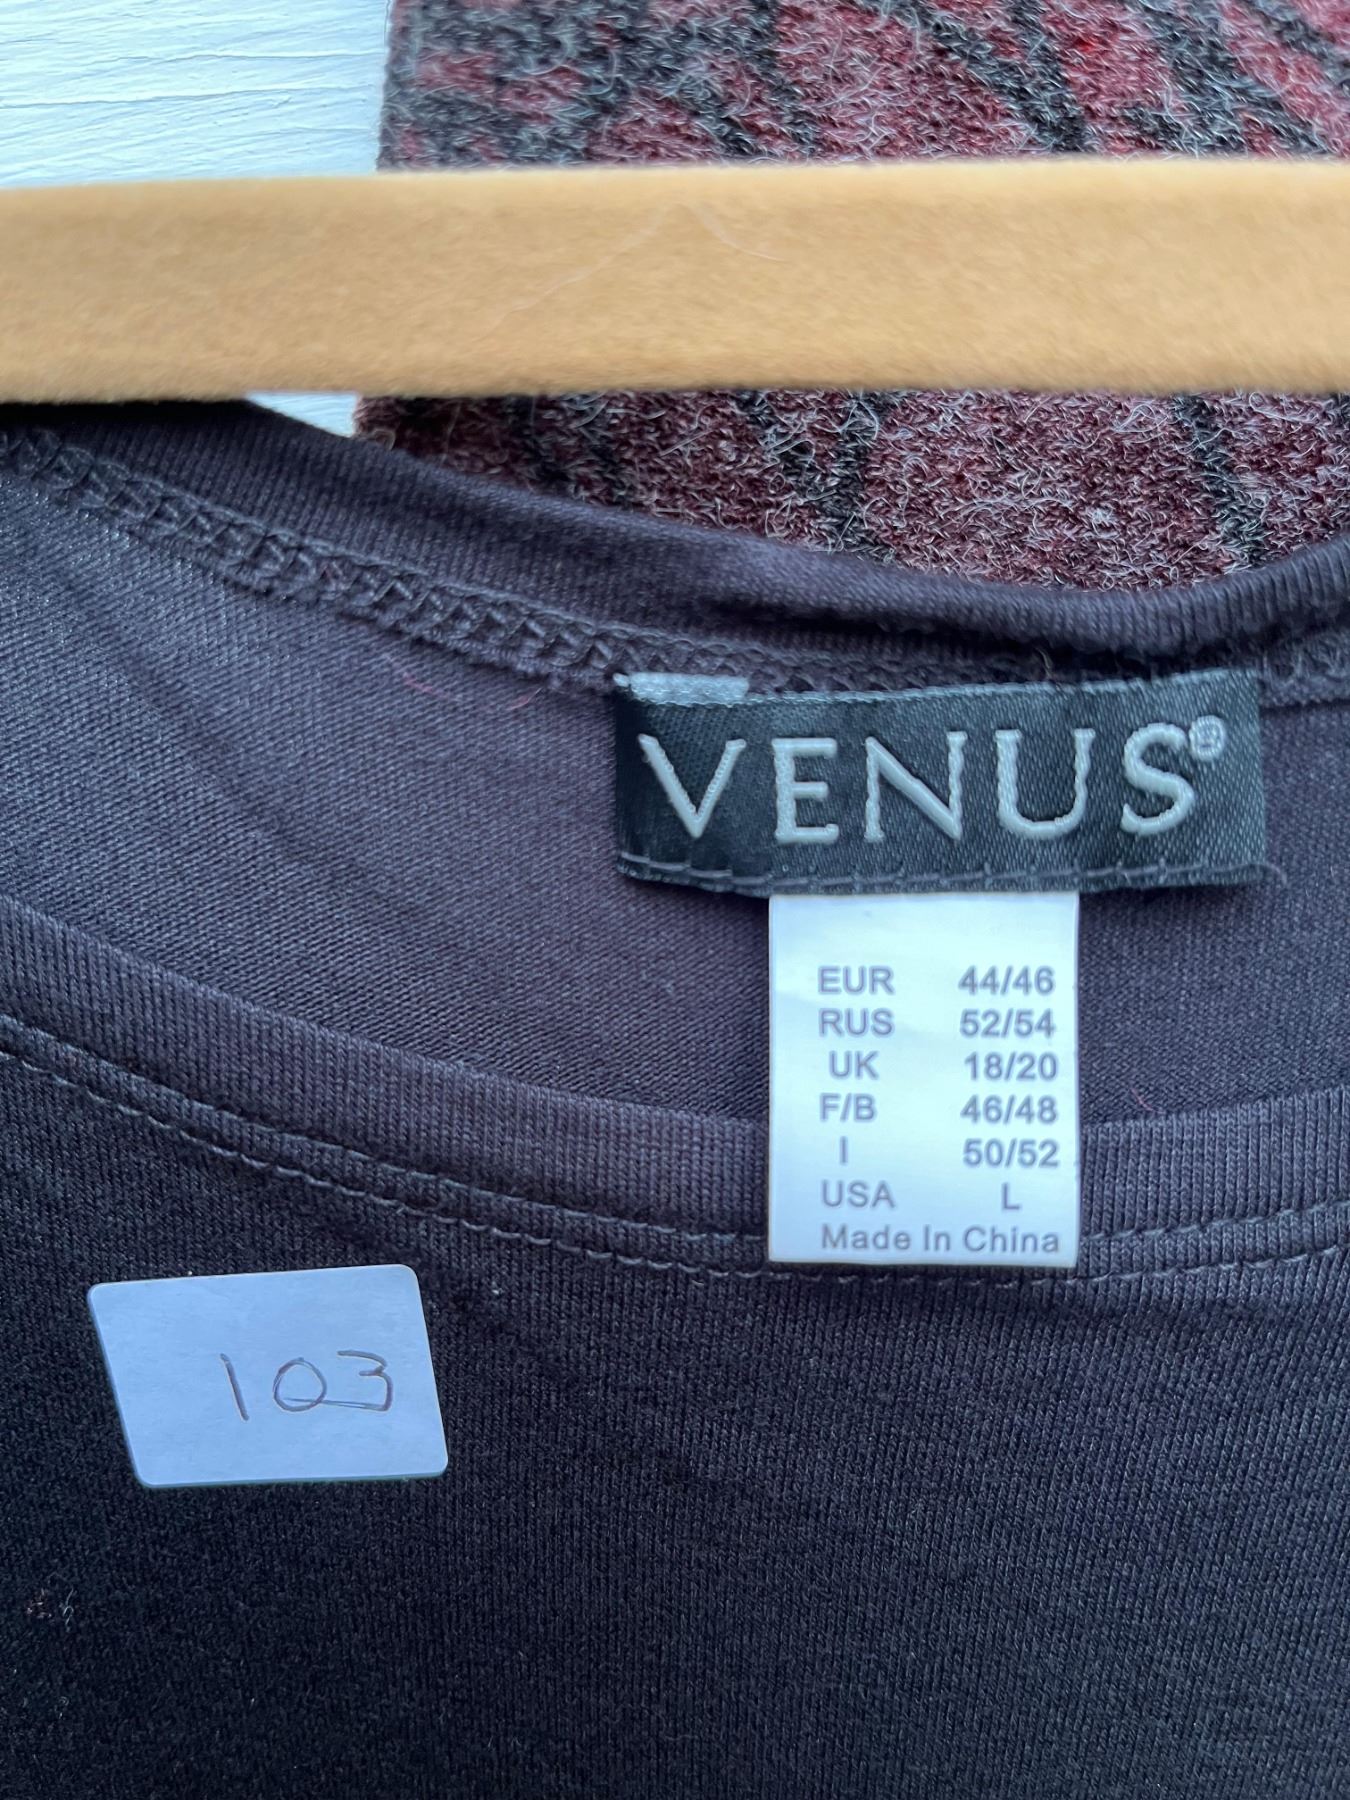 VENUS®
EUR 44/46
RUS 52/54
UK 18/20
F/B 46/48
I 50/52
USA L
Made In China
103